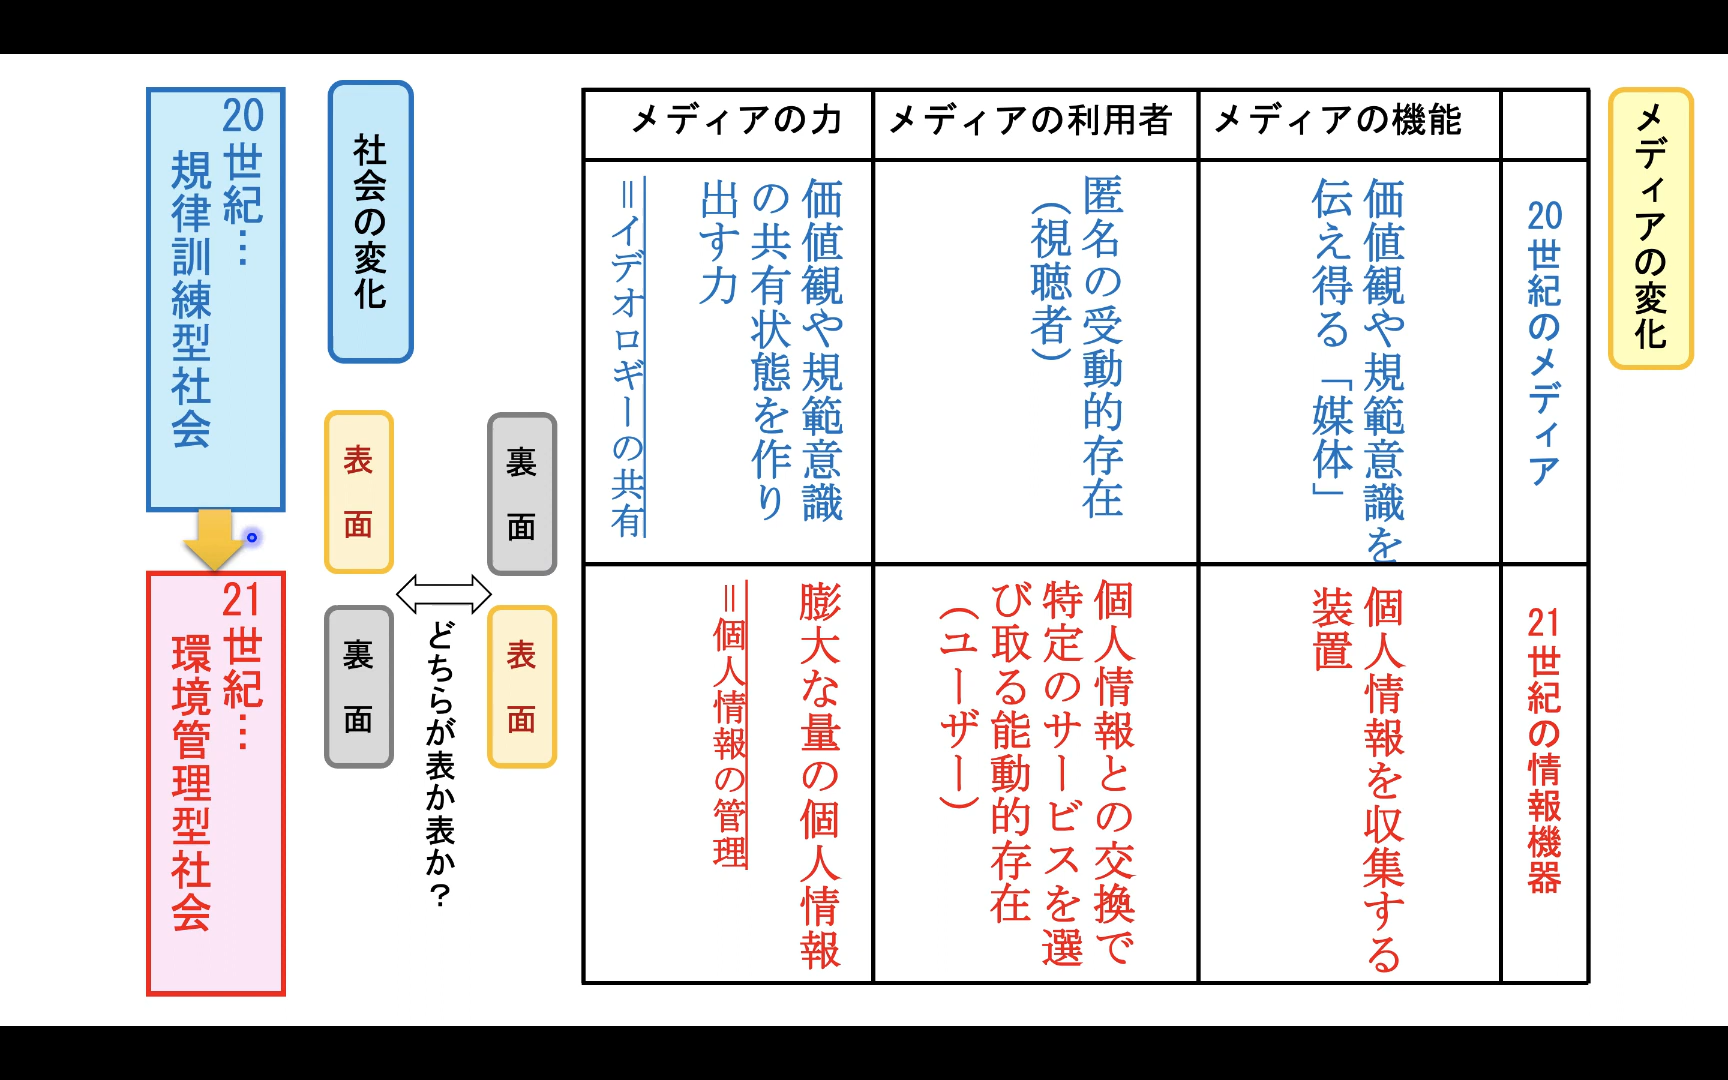 メディアの変化
メディアの機能
メディアの利用者
メディアの力
20世紀のメディア
価値観や規範意識を
伝え得る「媒体」
匿名の受動的存在
（視聴者）
価値観や規範意識
の共有状態を作り
出す力
＝イデオロギーの共有
21世紀の情報機器
個人情報を収集する
装置
個人情報との交換で
特定のサービスを選
び取る能動的存在
（ユーザー）
膨大な量の個人情報
＝個人情報の管理
社会の変化
裏面
表面
表面
裏面
どちらが表か表か？
20世紀…
規律訓練型社会
21世紀…
環境管理型社会